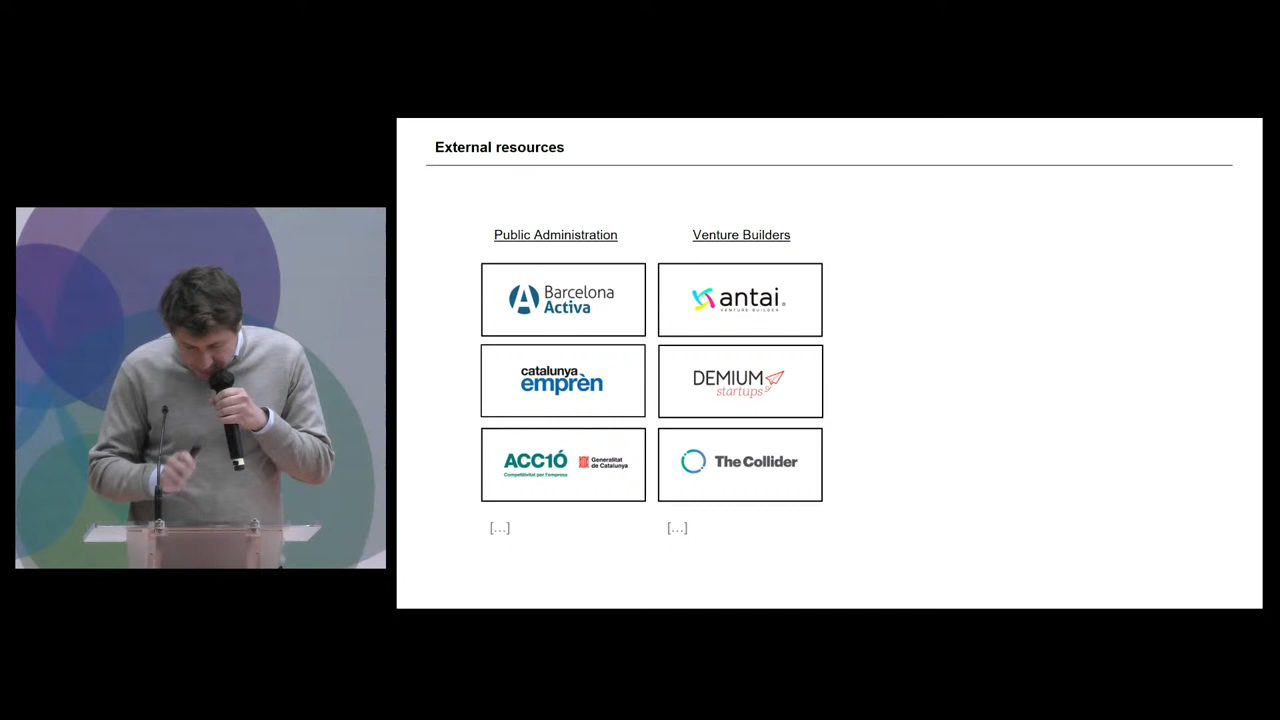 External resources
Public Administration
Venture Builders
Barcelona
Activa
antai
VENTURE BUILDER
catalunya
emprèn
DEMIUM
startups
ACC1Ó
Competitivitat per l'empresa
Generalitat
de Catalunya
The Collider
[...]
[...]